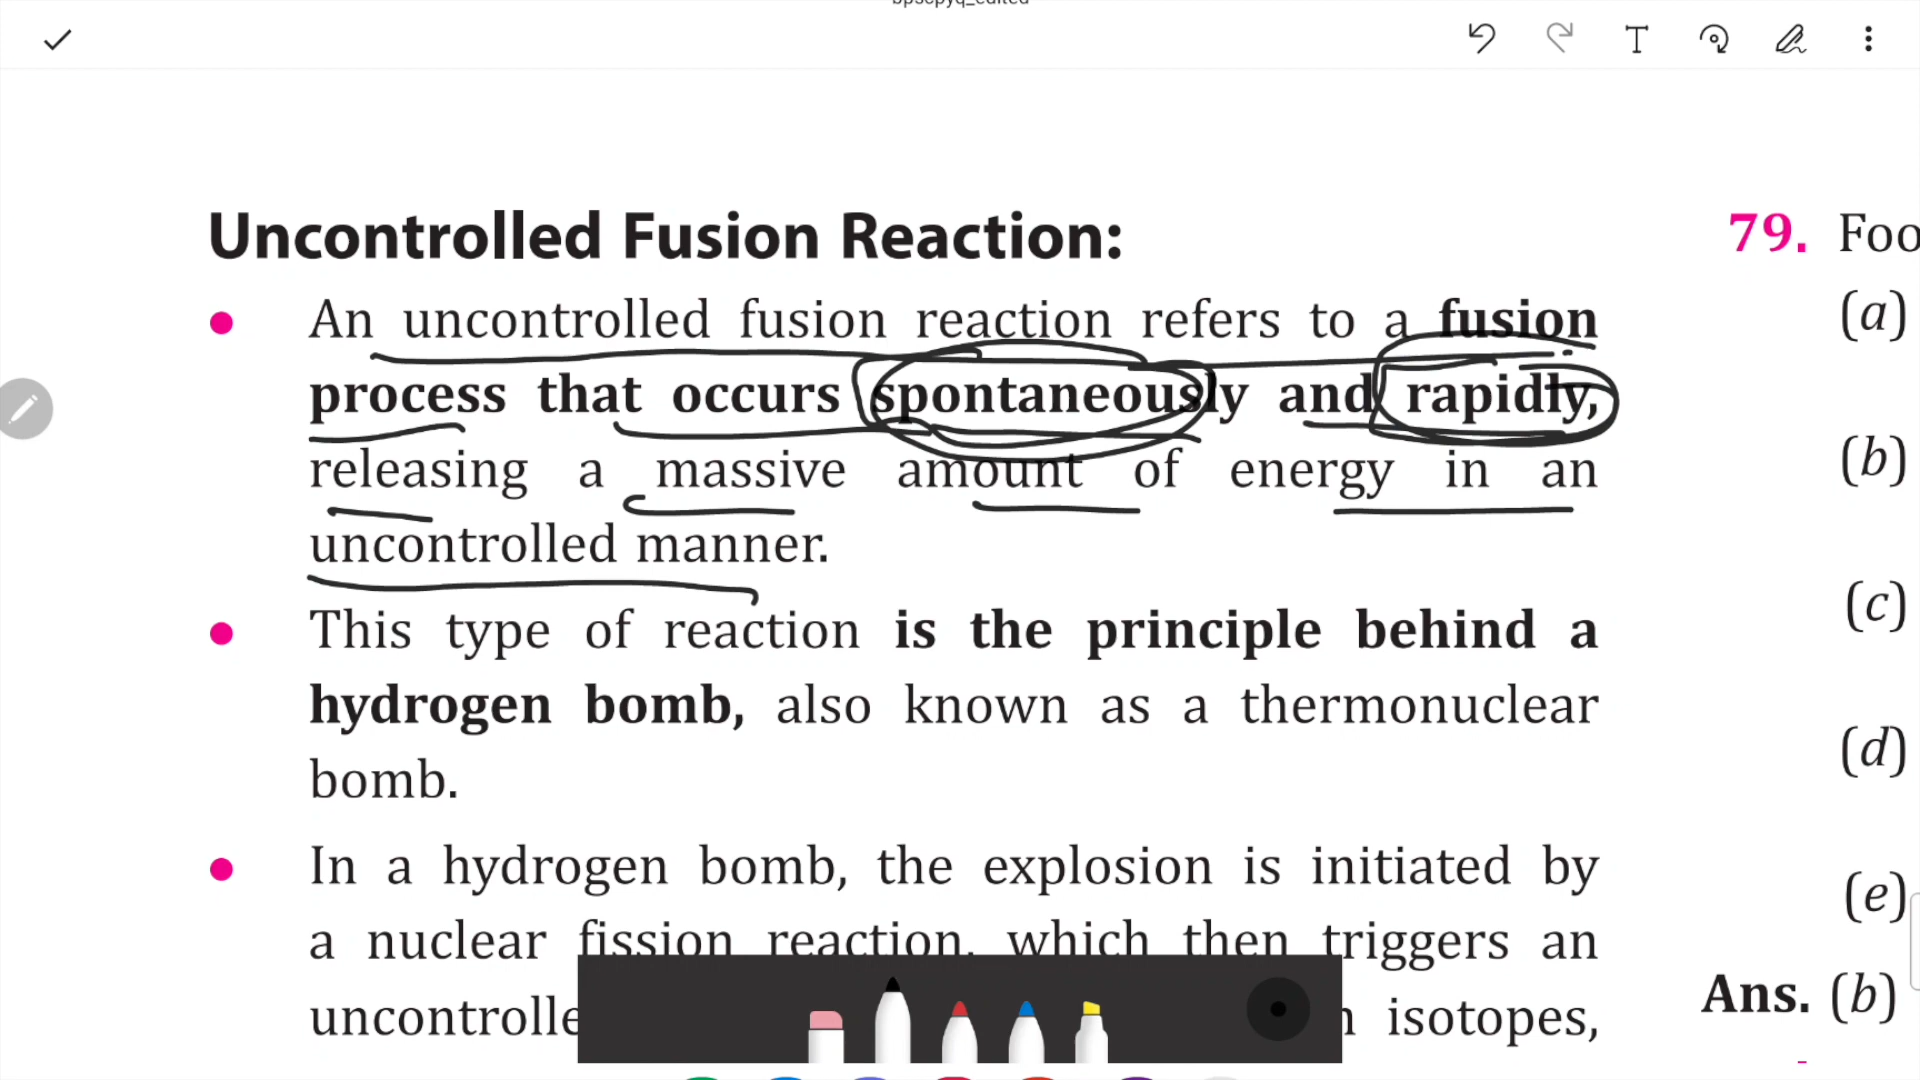 bpscpyq_edited
Uncontrolled Fusion Reaction:
An uncontrolled fusion reaction refers to a fusion
process that occurs spontaneously and rapidly,
releasing a massive amount of energy in an
uncontrolled manner.
This type of reaction is the principle behind a
hydrogen bomb, also known as a thermonuclear
bomb.
In a hydrogen bomb, the explosion is initiated by
a nuclear fission reaction, which then triggers an
isotopes,
79. Foo
(a)
(b)
(c)
(d)
(e)
Ans. (b)